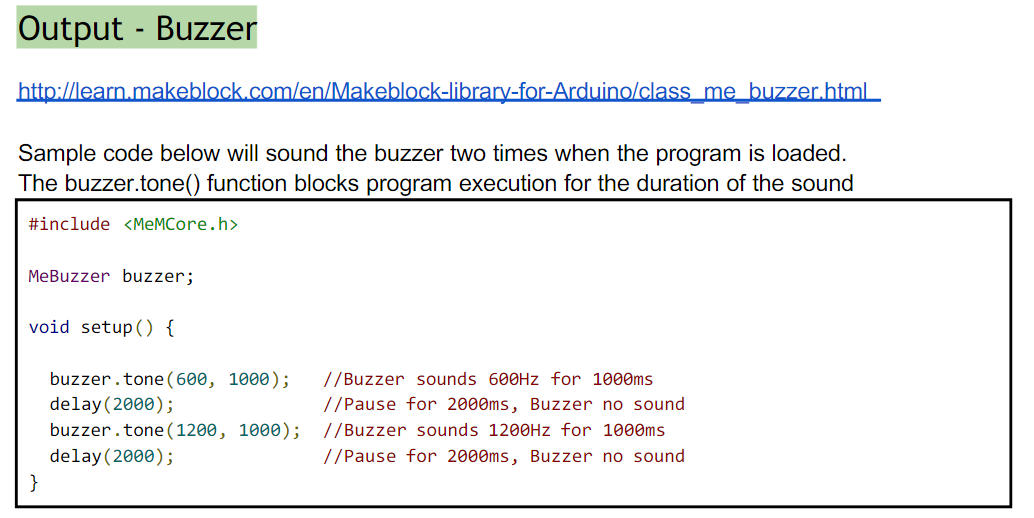 Output - Buzzer
http://learn.makeblock.com/en/Makeblock-library-for-Arduino/class_me_buzzer.html
Sample code below will sound the buzzer two times when the program is loaded.
The buzzer.tone() function blocks program execution for the duration of the sound
#include <MeMCore.h>
MeBuzzer buzzer;
void setup() {
buzzer.tone(600, 1000);   //Buzzer sounds 600Hz for 1000ms
delay(2000);              //Pause for 2000ms, Buzzer no sound
buzzer.tone(1200, 1000);  //Buzzer sounds 1200Hz for 1000ms
delay(2000);              //Pause for 2000ms, Buzzer no sound
}